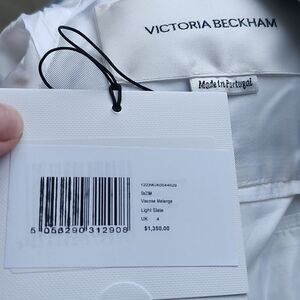 VICTORIA BECKHAM
Made in Portugal
Viscose Melange
Light Slate
UK 4
$1,350.00
5 056290 312908